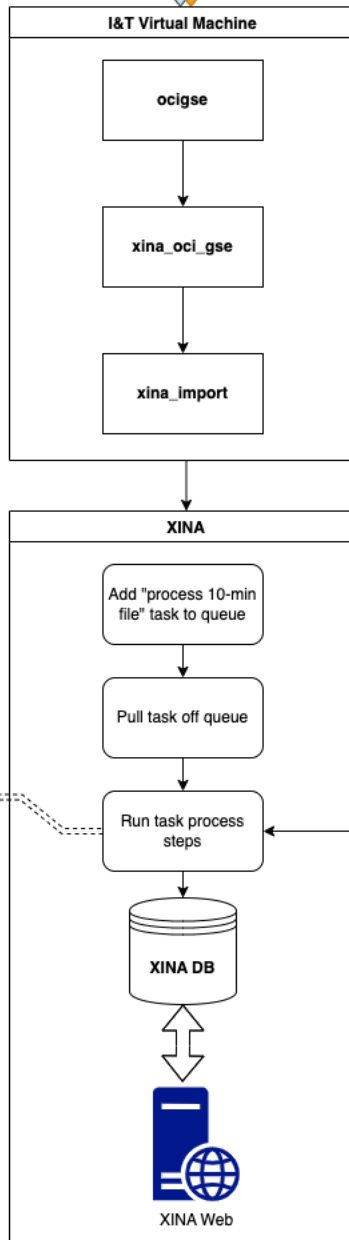 I&T Virtual Machine
ocigse
xina_oci_gse
xina_import
XINA
Add "process 10-min
file" task to queue
Pull task off queue
Run task process
steps
XINA DB
XINA Web